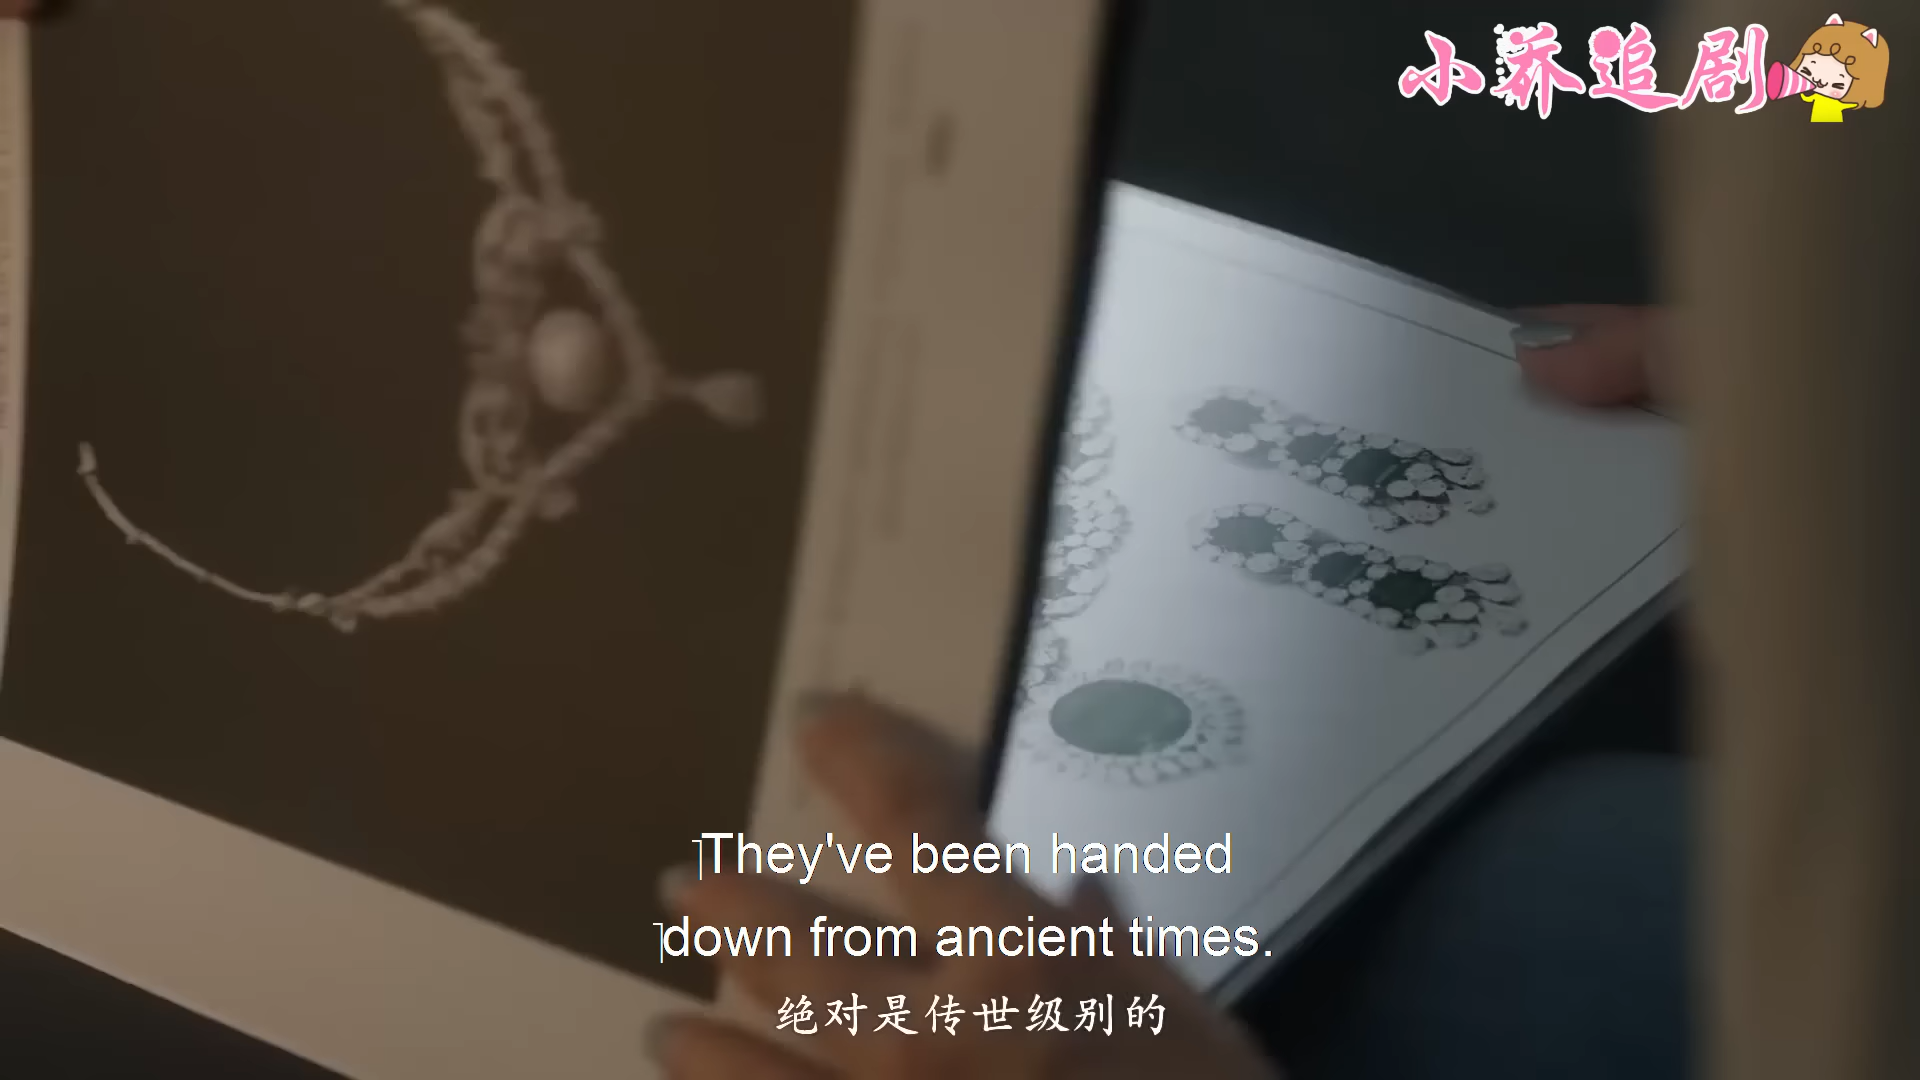 小莽追剧
They've been handed
down from ancient times.
绝对是传世级别的